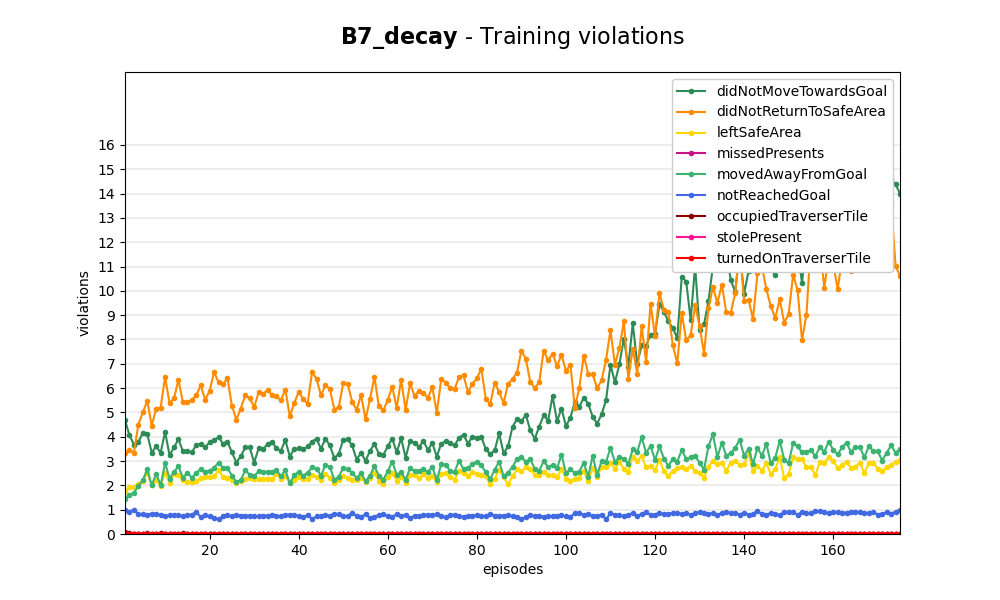 B7_decay - Training violations
violations
16
15
14
13
12
11
10
9
8
7
6
5
4
3
2
1
0
didNotMoveTowardsGoal
didNotReturnToSafeArea
leftSafeArea
missedPresents
movedAwayFromGoal
notReachedGoal
occupiedTraverserTile
stolePresent
turnedOnTraverserTile
20 40 60 80 100 120 140 160
episodes